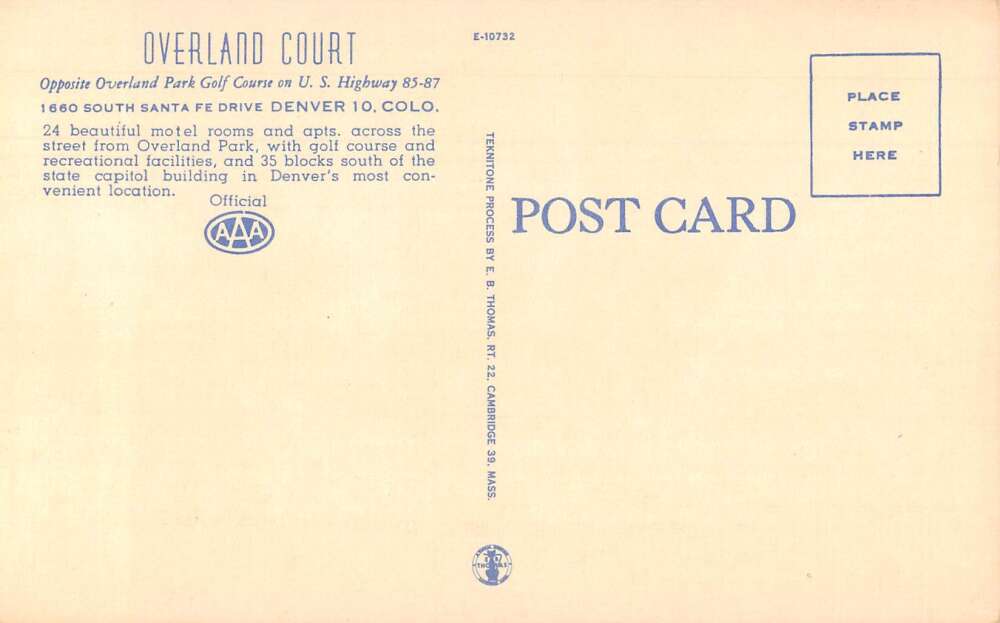 OVERLAND COURT
Opposite Overland Park Golf Course on U. S. Highway 85-87
1660 SOUTH SANTA FE DRIVE DENVER 10, COLO.
24 beautiful motel rooms and apts. across the
street from Overland Park, with golf course and
recreational facilities, and 35 blocks south of the
state capitol building in Denver's most con-
venient location.
Official
AAA
E-10732
TEKNITONE PROCESS BY E. B. THOMAS, RT. 22, CAMBRIDGE 39, MASS.
THOMAS
POST CARD
PLACE
STAMP
HERE